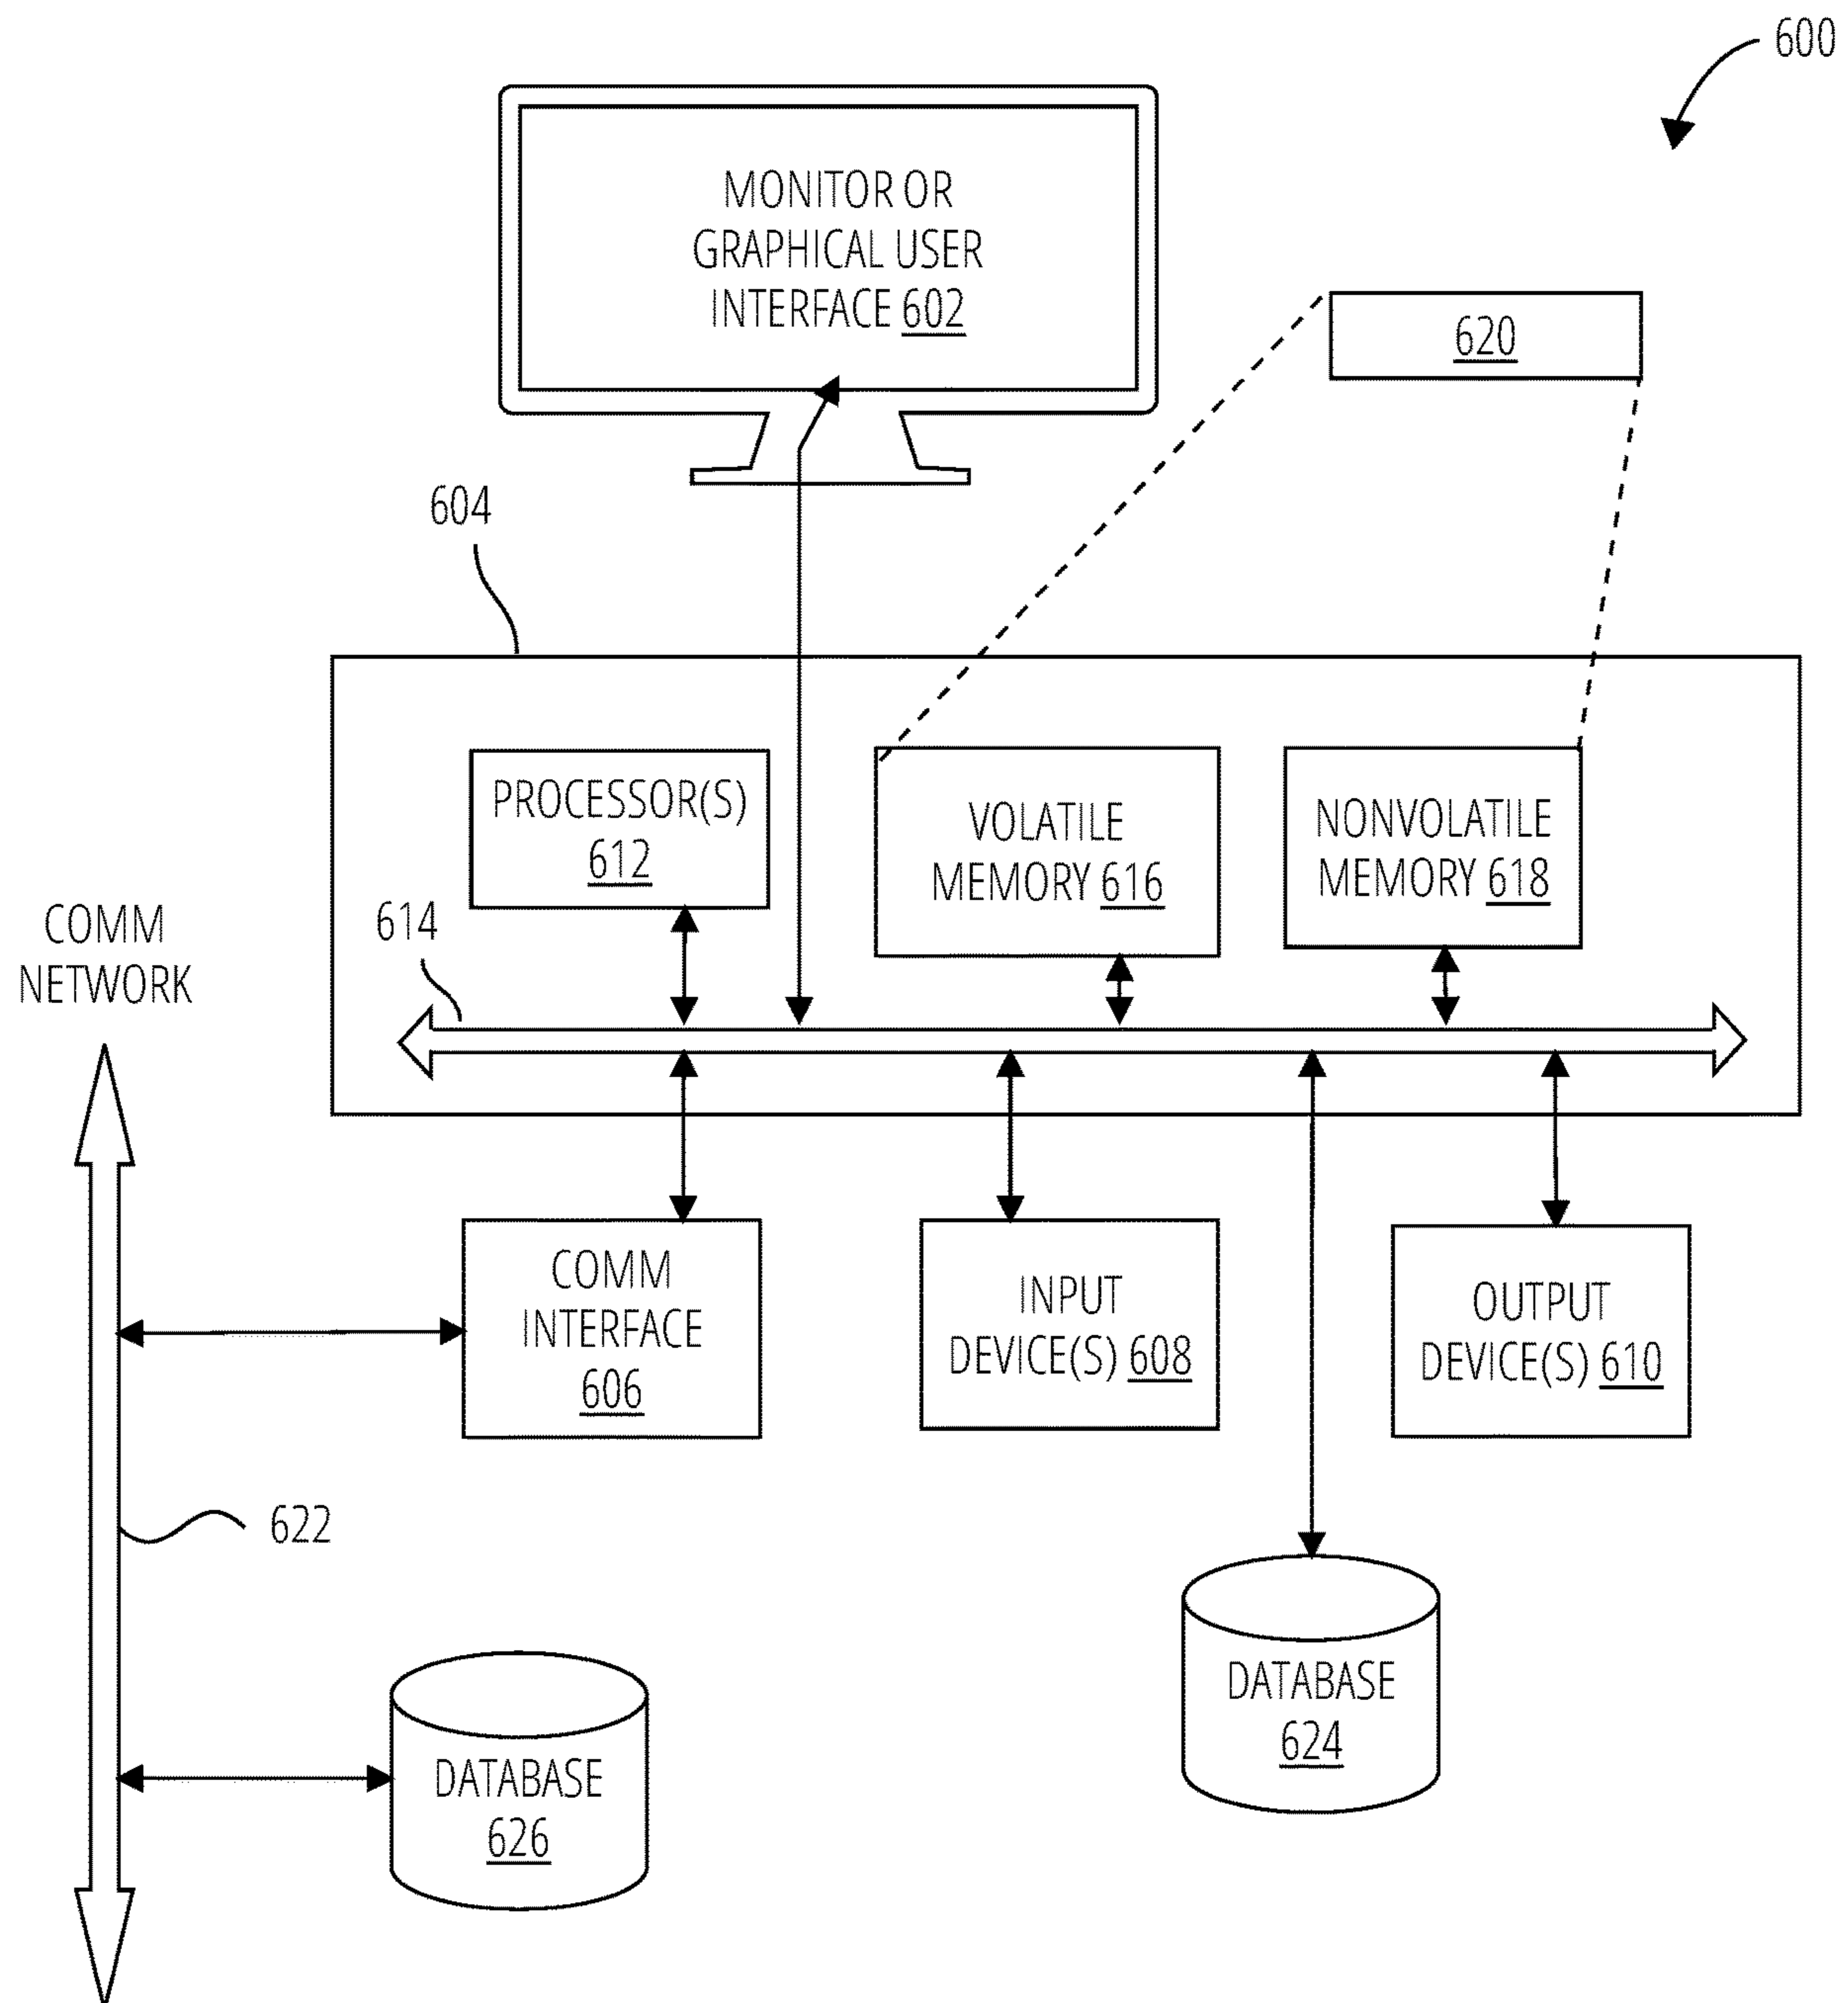 600
MONITOR OR
GRAPHICAL USER
INTERFACE 602
620
604
PROCESSOR(S)
612
VOLATILE
MEMORY 616
NONVOLATILE
MEMORY 618
614
COMM
NETWORK
COMM
INTERFACE
606
INPUT
DEVICE(S) 608
OUTPUT
DEVICE(S) 610
622
DATABASE
624
DATABASE
626